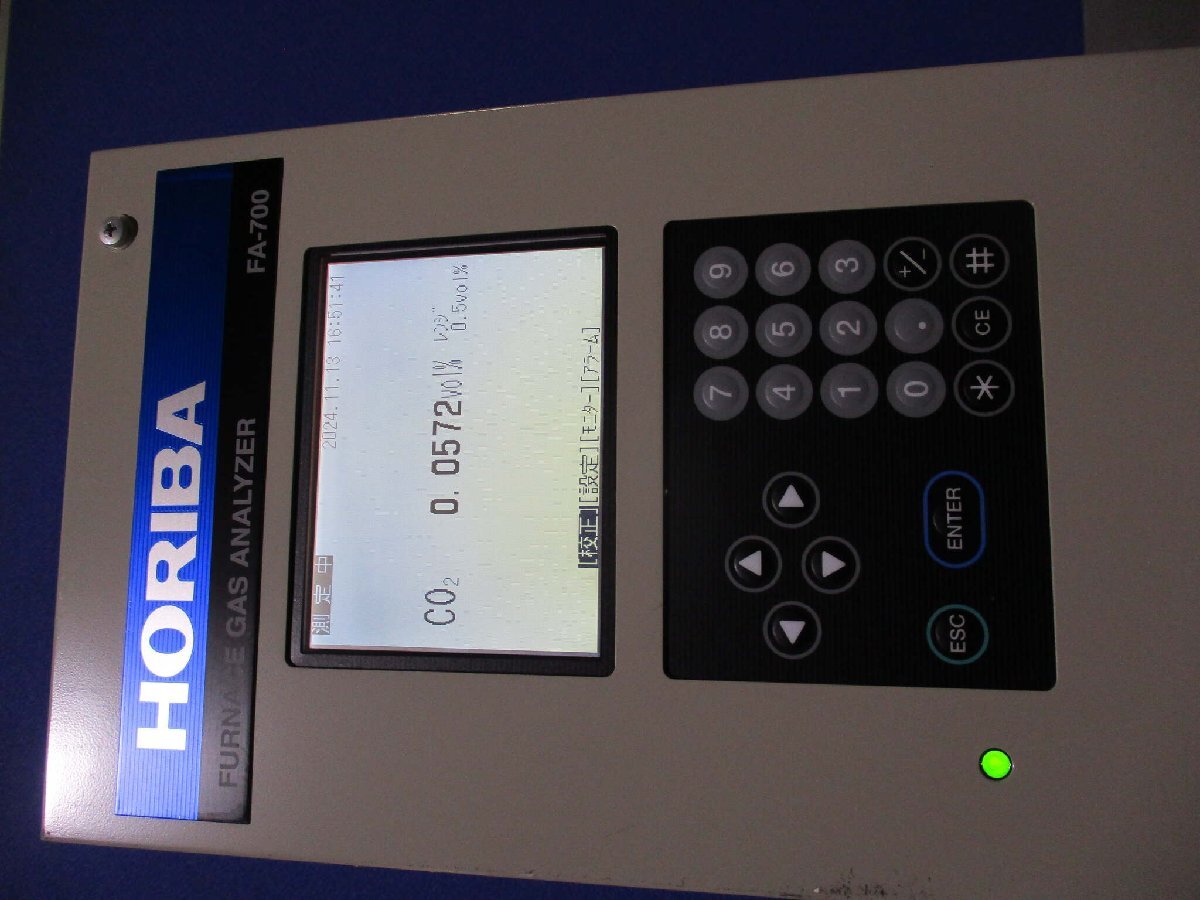 HORIBA
FURNACE GAS ANALYZER FA-700
測定中 2024.11.13 16:51:41
CO₂ 0.0572vol% レンジ
0.5vol%
[校正][設定][モニター][アラーム]
7 8 9
4 5 6
1 2 3
0 . +/-
* CE #
ESC ENTER